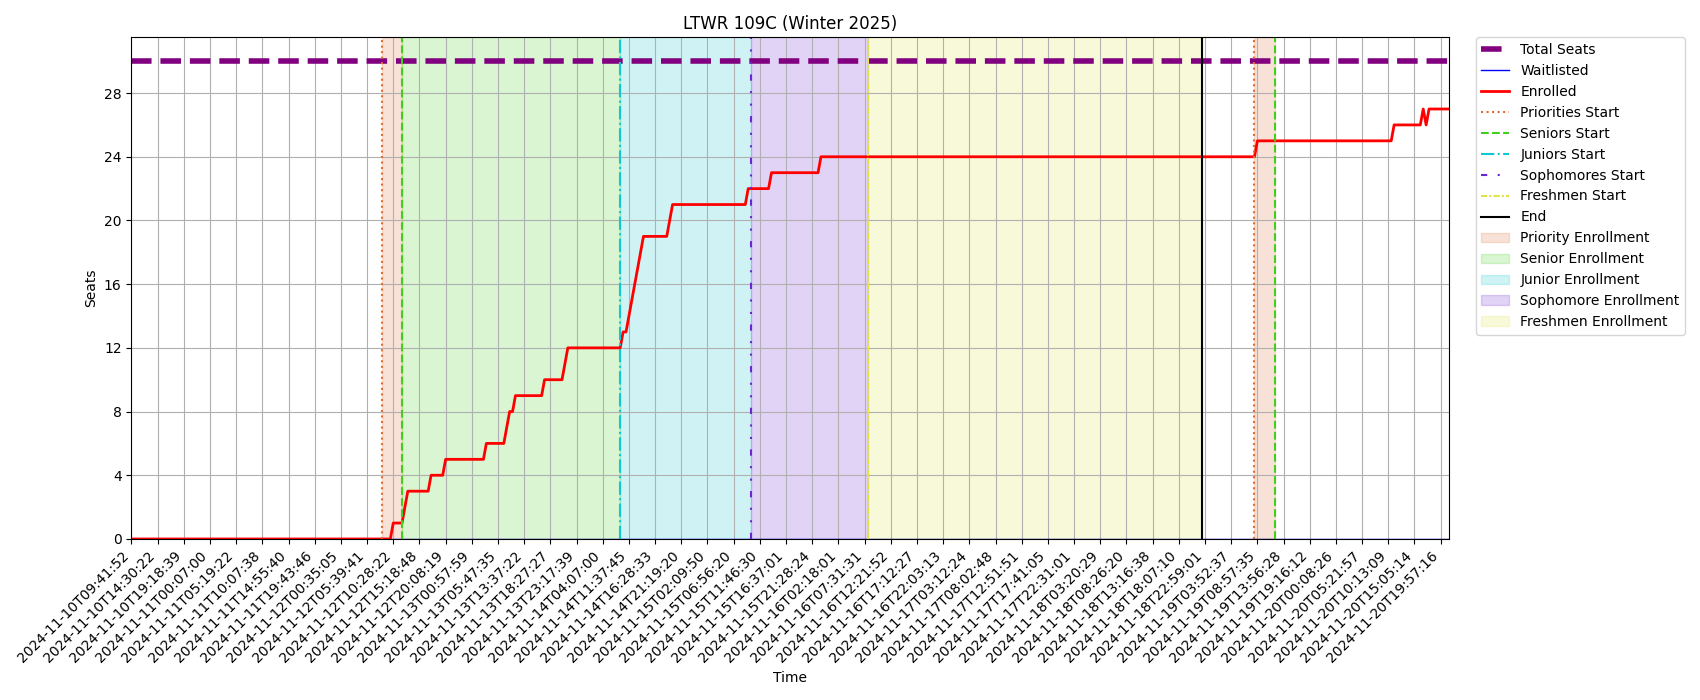 LTWR 109C (Winter 2025)
Seats
28
24
20
16
12
8
4
0
2024-11-10T09:41:52
2024-11-10T14:30:22
2024-11-10T19:18:39
2024-11-11T00:07:00
2024-11-11T05:19:22
2024-11-11T10:07:38
2024-11-11T14:55:40
2024-11-11T19:43:46
2024-11-12T00:35:05
2024-11-12T05:39:41
2024-11-12T10:28:22
2024-11-12T15:18:48
2024-11-12T20:08:19
2024-11-13T00:57:59
2024-11-13T05:47:35
2024-11-13T13:37:22
2024-11-13T18:27:27
2024-11-13T23:17:39
2024-11-14T04:07:00
2024-11-14T11:37:45
2024-11-14T16:28:33
2024-11-14T21:19:20
2024-11-15T02:09:50
2024-11-15T06:56:20
2024-11-15T11:46:30
2024-11-15T16:37:01
2024-11-15T21:28:24
2024-11-16T02:18:01
2024-11-16T07:31:31
2024-11-16T12:21:52
2024-11-16T17:12:27
2024-11-16T22:03:13
2024-11-17T03:12:24
2024-11-17T08:02:48
2024-11-17T12:51:51
2024-11-17T17:41:05
2024-11-17T22:31:01
2024-11-18T03:20:29
2024-11-18T08:26:20
2024-11-18T13:16:38
2024-11-18T18:07:10
2024-11-18T22:59:01
2024-11-19T03:52:37
2024-11-19T08:57:35
2024-11-19T13:56:28
2024-11-19T19:16:12
2024-11-20T00:08:26
2024-11-20T05:21:57
2024-11-20T10:13:09
2024-11-20T15:05:14
2024-11-20T19:57:16
Time
Total Seats
Waitlisted
Enrolled
Priorities Start
Seniors Start
Juniors Start
Sophomores Start
Freshmen Start
End
Priority Enrollment
Senior Enrollment
Junior Enrollment
Sophomore Enrollment
Freshmen Enrollment